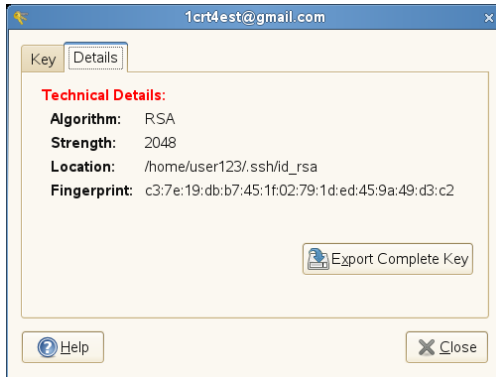 1crt4est@gmail.com
Key Details
Technical Details:
Algorithm: RSA
Strength: 2048
Location: /home/user123/.ssh/id_rsa
Fingerprint: c3:7e:19:db:b7:45:1f:02:79:1d:ed:45:9a:49:d3:c2
Export Complete Key
Help Close